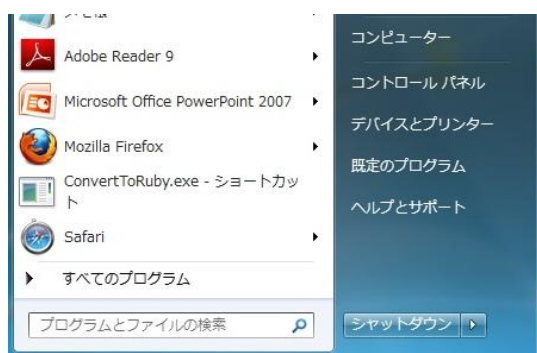 Adobe Reader 9
Microsoft Office PowerPoint 2007
Mozilla Firefox
ConvertToRuby.exe - ショートカッ
ト
Safari
すべてのプログラム
プログラムとファイルの検索
コンピューター
コントロール パネル
デバイスとプリンター
既定のプログラム
ヘルプとサポート
シャットダウン